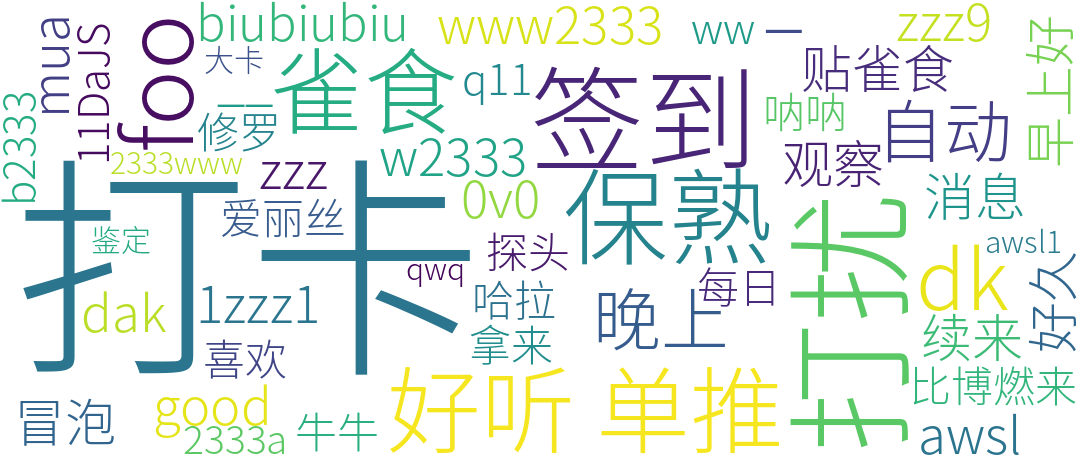 biubiubiu
www2333
ww
一
zzz9
早上好
mua
11DaJS
foo
大卡
雀食
q11
签到
贴雀食
呐呐
自动
b2333
2333www
修罗
一一
zzz
w2333
0v0
保熟
观察
打扰
消息
打卡
鉴定
爱丽丝
qwq
探头
每日
awsl1
dak
1zzz1
哈拉
拿来
晚上
dk
续来
好久
喜欢
冒泡
good
2333a
牛牛
好听
单推
比博燃来
awsl